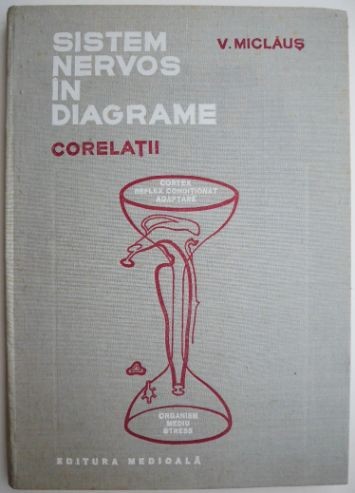 SISTEM
NERVOS
ÎN
DIAGRAME
V. MICLĂUȘ
CORELAȚII
CORTEX
REFLEX CONDIȚIONAT
ADAPTARE
ORGANISM
MEDIU
STRESS
EDITURA MEDICALĂ